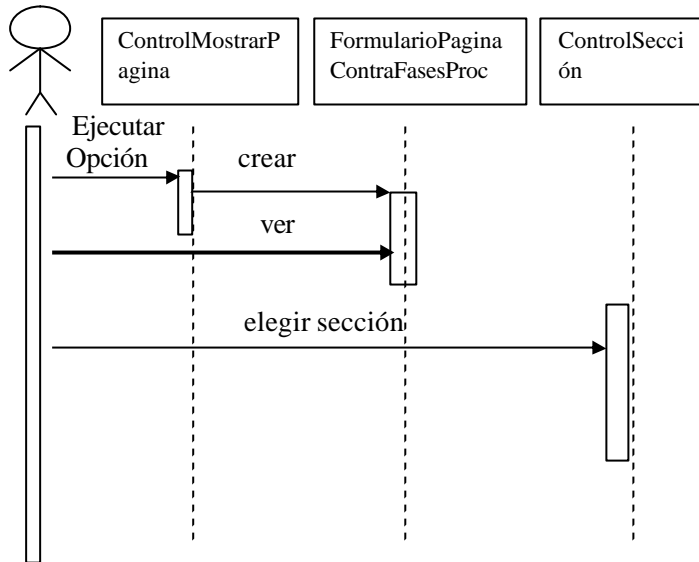 ControlMostrarP
agina
FormularioPagina
ContraFasesProc
ControlSecci
ón
Ejecutar
Opción
crear
ver
elegir sección